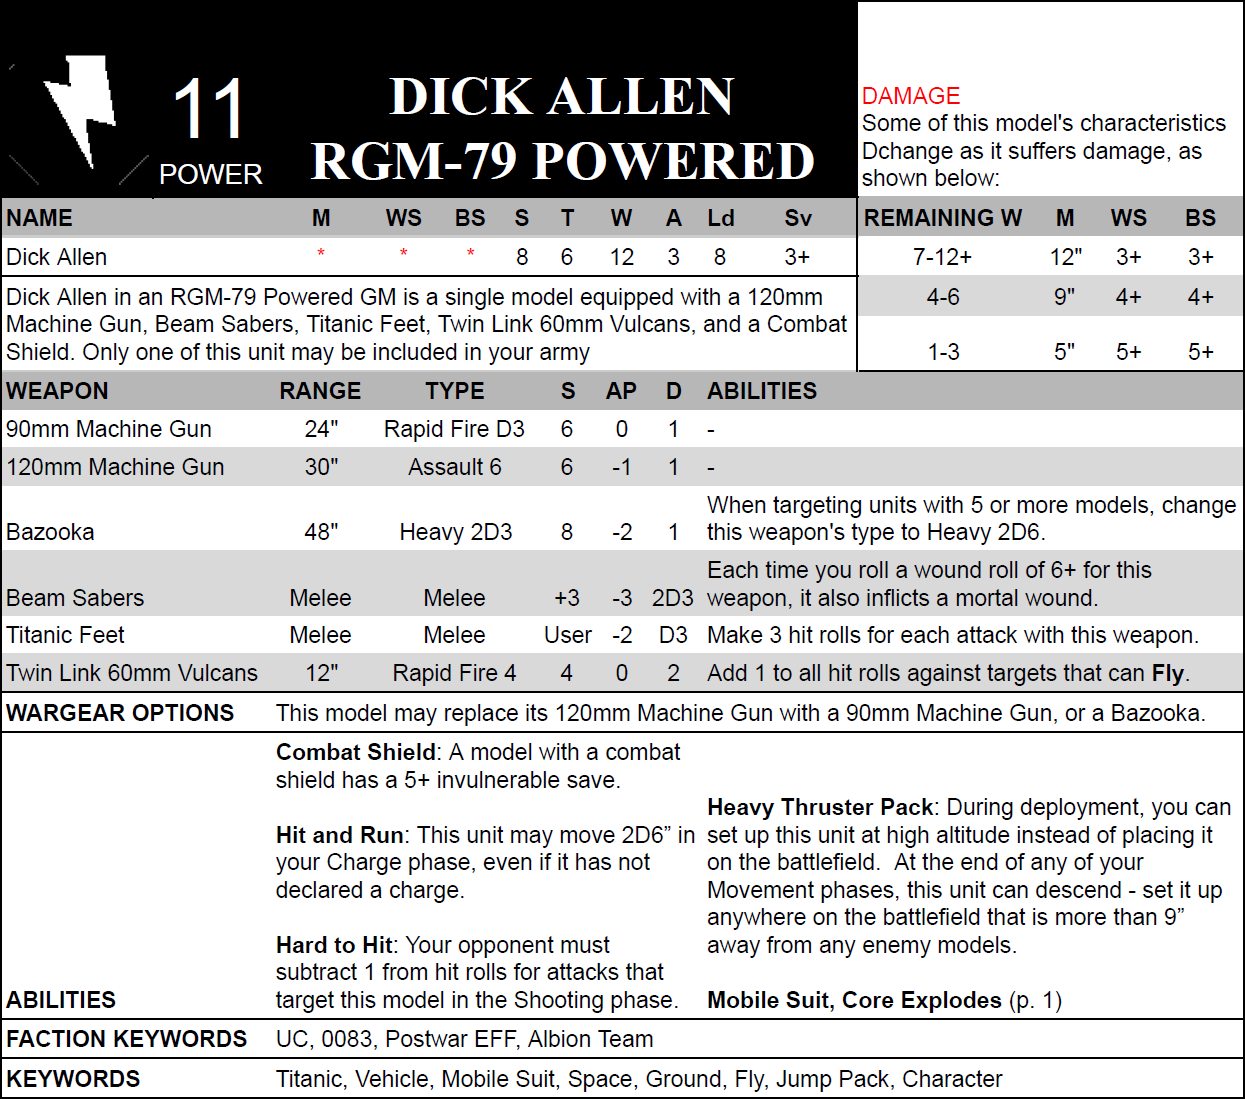 11
POWER
DICK ALLEN
RGM-79 POWERED
DAMAGE
Some of this model's characteristics
Dchange as it suffers damage, as
shown below:
NAME M WS BS S T W A Ld Sv
Dick Allen * * * 8 6 12 3 8 3+
Dick Allen in an RGM-79 Powered GM is a single model equipped with a 120mm
Machine Gun, Beam Sabers, Titanic Feet, Twin Link 60mm Vulcans, and a Combat
Shield. Only one of this unit may be included in your army
REMAINING W M WS BS
7-12+ 12" 3+ 3+
4-6 9" 4+ 4+
1-3 5" 5+ 5+
WEAPON RANGE TYPE S AP D ABILITIES
90mm Machine Gun 24" Rapid Fire D3 6 0 1 -
120mm Machine Gun 30" Assault 6 6 -1 1 -
When targeting units with 5 or more models, change
Bazooka 48" Heavy 2D3 8 -2 1 this weapon's type to Heavy 2D6.
Each time you roll a wound roll of 6+ for this
Beam Sabers Melee Melee +3 -3 2D3 weapon, it also inflicts a mortal wound.
Titanic Feet Melee Melee User -2 D3 Make 3 hit rolls for each attack with this weapon.
Twin Link 60mm Vulcans 12" Rapid Fire 4 4 0 2 Add 1 to all hit rolls against targets that can Fly.
WARGEAR OPTIONS This model may replace its 120mm Machine Gun with a 90mm Machine Gun, or a Bazooka.
ABILITIES
Combat Shield: A model with a combat
shield has a 5+ invulnerable save.
Hit and Run: This unit may move 2D6” in
your Charge phase, even if it has not
declared a charge.
Hard to Hit: Your opponent must
subtract 1 from hit rolls for attacks that
target this model in the Shooting phase.
Heavy Thruster Pack: During deployment, you can
set up this unit at high altitude instead of placing it
on the battlefield. At the end of any of your
Movement phases, this unit can descend - set it up
anywhere on the battlefield that is more than 9”
away from any enemy models.
Mobile Suit, Core Explodes (p. 1)
FACTION KEYWORDS UC, 0083, Postwar EFF, Albion Team
KEYWORDS Titanic, Vehicle, Mobile Suit, Space, Ground, Fly, Jump Pack, Character